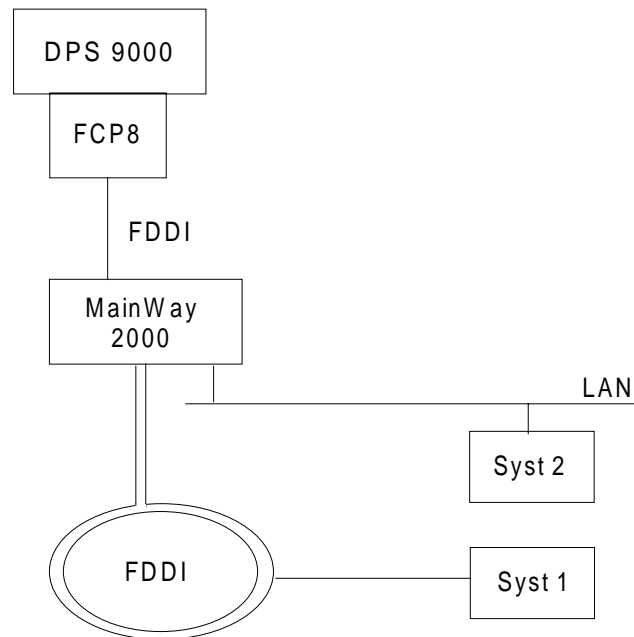 DPS 9000
FCP8
FDDI
MainWay
2000
LAN
Syst 2
FDDI
Syst 1